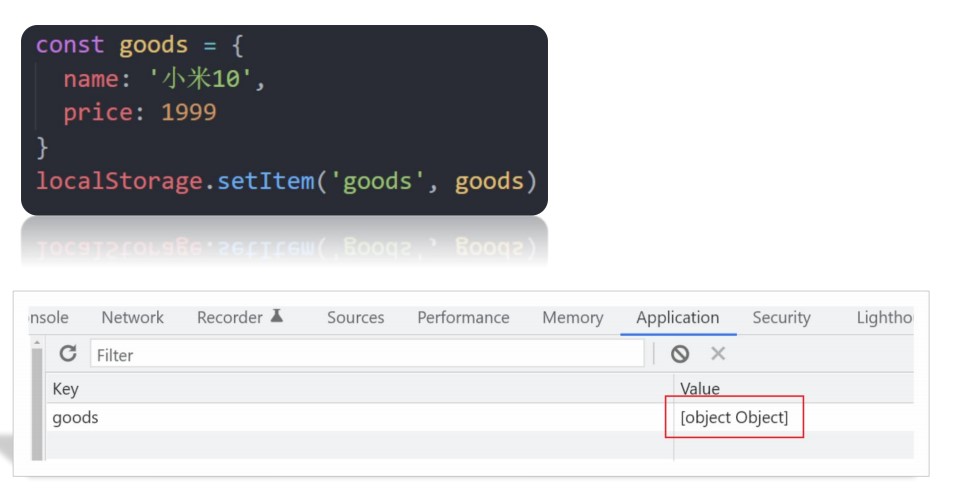 const goods = {
name: '小米10',
price: 1999
}
localStorage.setItem('goods', goods)
nsole Network Recorder Sources Performance Memory Application Security Lightho
Filter
Key Value
goods [object Object]